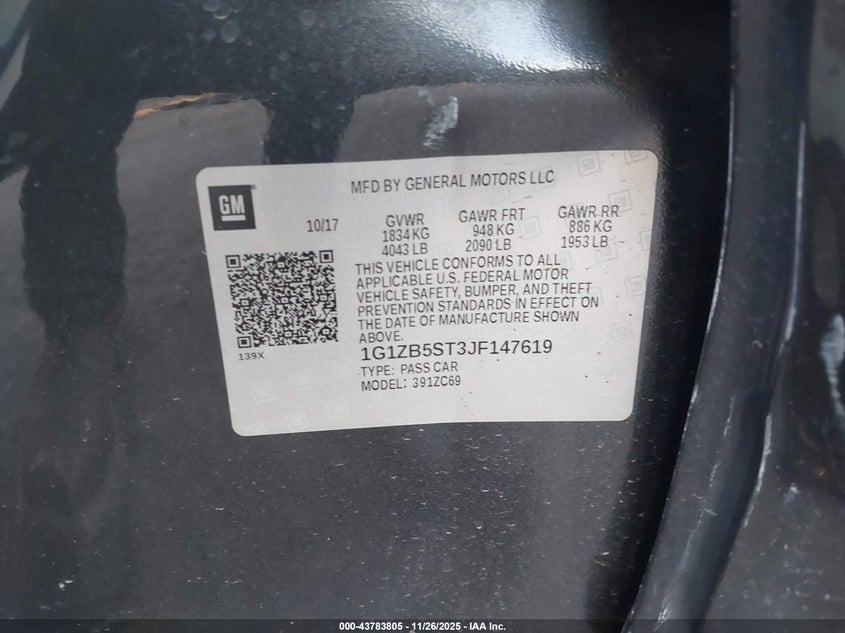 MFD BY GENERAL MOTORS LLC
GM
10/17
GVWR GAWR FRT GAWR RR
1834 KG 948 KG 886 KG
4043 LB 2090 LB 1953 LB
THIS VEHICLE CONFORMS TO ALL
APPLICABLE U.S. FEDERAL MOTOR
VEHICLE SAFETY, BUMPER, AND THEFT
PREVENTION STANDARDS IN EFFECT ON
THE DATE OF MANUFACTURE SHOWN
ABOVE.
139X
1G1ZB5ST3JF147619
TYPE: PASS CAR
MODEL: 391ZC69
000-43783805 - 11/26/2025 - IAA Inc.